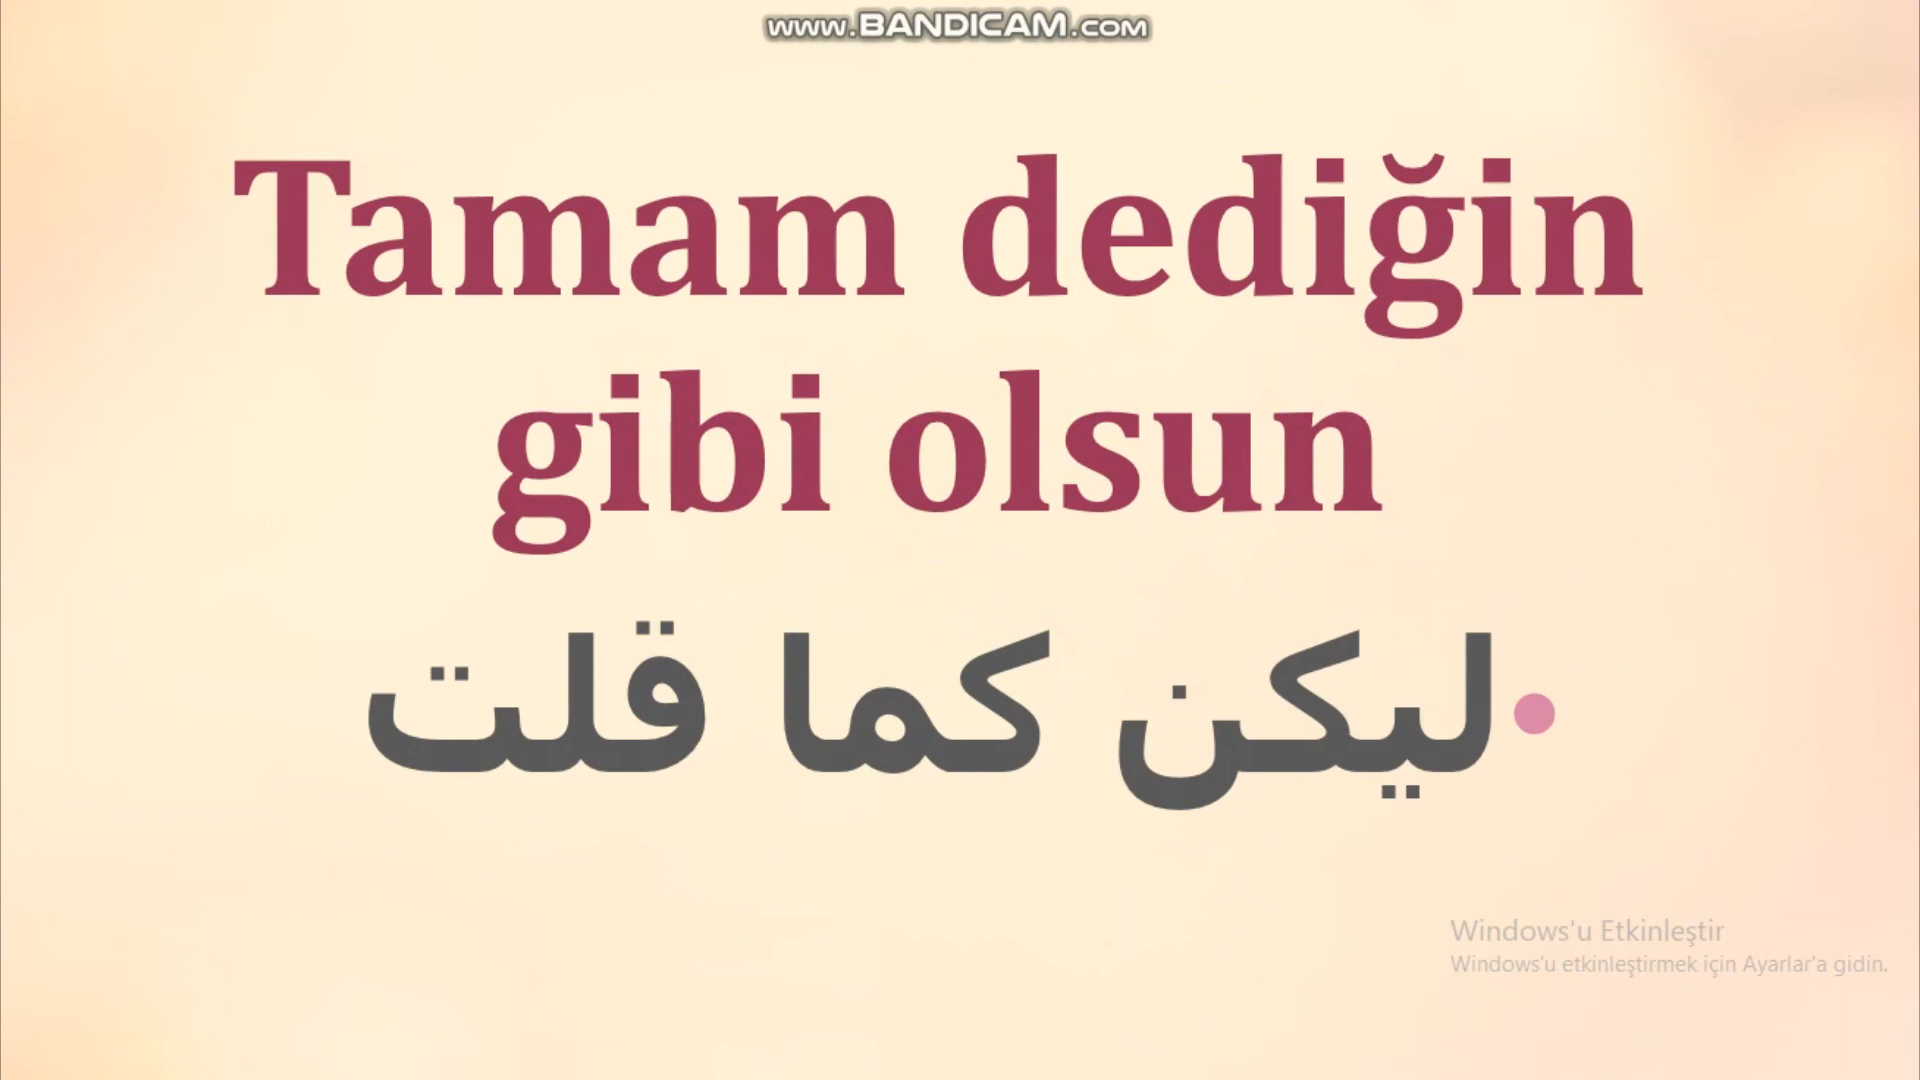 www.BANDICAM.com
Tamam dediğin
gibi olsun
•ليكن كما قلت
Windows'u Etkinleştir
Windows'u etkinleştirmek için Ayarlar'a gidin.